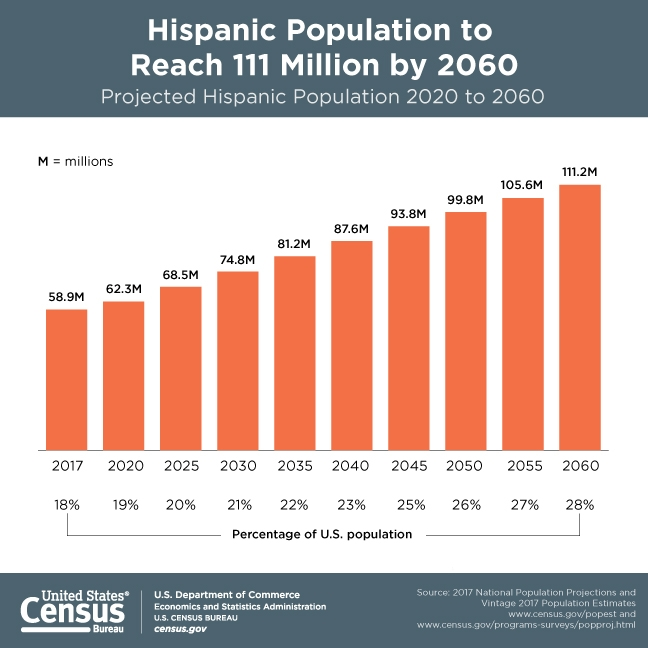 Hispanic Population to
Reach 111 Million by 2060
Projected Hispanic Population 2020 to 2060
M = millions
58.9M
62.3M
68.5M
74.8M
81.2M
87.6M
93.8M
99.8M
105.6M
111.2M
2017 2020 2025 2030 2035 2040 2045 2050 2055 2060
18% 19% 20% 21% 22% 23% 25% 26% 27% 28%
Percentage of U.S. population
United States®
Census
Bureau
U.S. Department of Commerce
Economics and Statistics Administration
U.S. CENSUS BUREAU
census.gov
Source: 2017 National Population Projections and
Vintage 2017 Population Estimates
www.census.gov/popest and
www.census.gov/programs-surveys/popproj.html